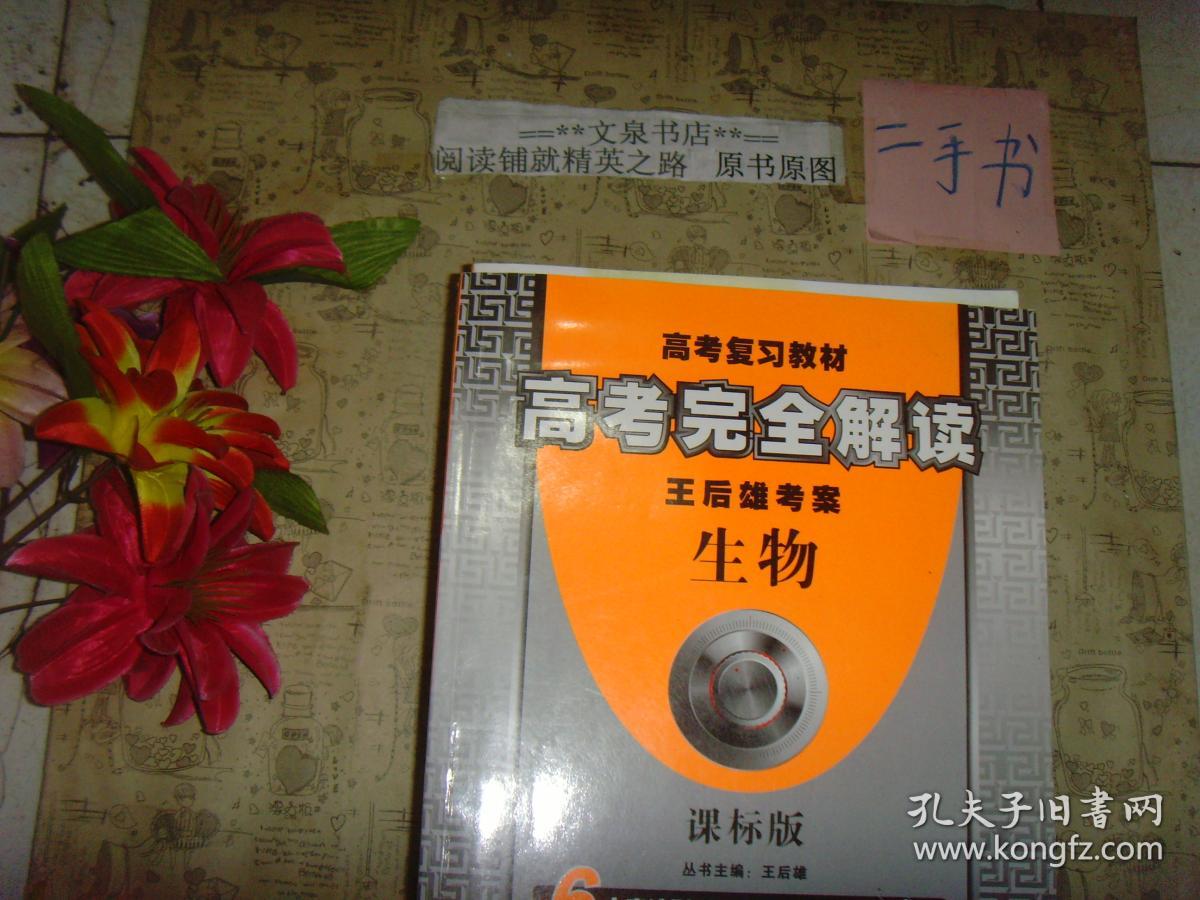 ==**文泉书店**==
阅读铺就精英之路 原书原图
二手书
高考复习教材
高考完全解读
王后雄考案
生物
课标版
丛书主编：王后雄
6
孔夫子旧書网
www.kongfz.com